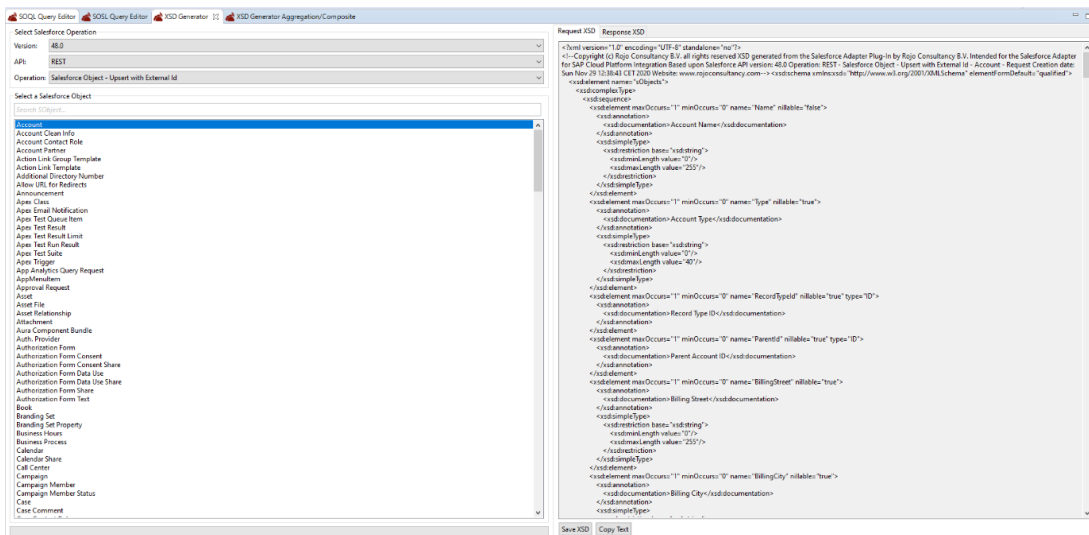 SOQL Query Editor SOSL Query Editor XSD Generator XSD Generator Aggregation/Composite
Select Salesforce Operation
Version: 48.0
API: REST
Operation: Salesforce Object - Upsert with External Id
Select a Salesforce Object
Search SObject...
Account
Account Clean Info
Account Contact Role
Account Partner
Action Link Group Template
Action Link Template
Additional Directory Number
Allow URL for Redirects
Announcement
Apex Class
Apex Email Notification
Apex Test Queue Item
Apex Test Result
Apex Test Result Limit
Apex Test Run Result
Apex Test Suite
Apex Trigger
App Analytics Query Request
AppMenuItem
Approval Request
Asset
Asset File
Asset Relationship
Attachment
Aura Component Bundle
Auth. Provider
Authorization Form
Authorization Form Consent
Authorization Form Consent Share
Authorization Form Data Use
Authorization Form Data Use Share
Authorization Form Share
Authorization Form Text
Book
Branding Set
Branding Set Property
Business Hours
Business Process
Calendar
Calendar Share
Call Center
Campaign
Campaign Member
Campaign Member Status
Case
Case Comment
Request XSD Response XSD
<?xml version="1.0" encoding="UTF-8" standalone="no"?>
<!--Copyright (c) Rojo Consultancy B.V. all rights reserved XSD generated from the Salesforce Adapter Plug-In by Rojo Consultancy B.V. Intended for the Salesforce Adapter
for SAP Cloud Platform Integration Based upon Salesforce API version: 48.0 Operation: REST - Salesforce Object - Upsert with External Id - Account - Request Creation date:
Sun Nov 29 12:38:43 CET 2020 Website: www.rojoconsultancy.com--> <xsd:schema xmlns:xsd="http://www.w3.org/2001/XMLSchema" elementFormDefault="qualified">
<xsd:element name="sObjects">
<xsd:complexType>
<xsd:sequence>
<xsd:element maxOccurs="1" minOccurs="0" name="Name" nillable="false">
<xsd:annotation>
<xsd:documentation>Account Name</xsd:documentation>
</xsd:annotation>
<xsd:simpleType>
<xsd:restriction base="xsd:string">
<xsd:minLength value="0"/>
<xsd:maxLength value="255"/>
</xsd:restriction>
</xsd:simpleType>
</xsd:element>
<xsd:element maxOccurs="1" minOccurs="0" name="Type" nillable="true">
<xsd:annotation>
<xsd:documentation>Account Type</xsd:documentation>
</xsd:annotation>
<xsd:simpleType>
<xsd:restriction base="xsd:string">
<xsd:minLength value="0"/>
<xsd:maxLength value="40"/>
</xsd:restriction>
</xsd:simpleType>
</xsd:element>
<xsd:element maxOccurs="1" minOccurs="0" name="RecordTypeId" nillable="true" type="ID">
<xsd:annotation>
<xsd:documentation>Record Type ID</xsd:documentation>
</xsd:annotation>
</xsd:element>
<xsd:element maxOccurs="1" minOccurs="0" name="ParentId" nillable="true" type="ID">
<xsd:annotation>
<xsd:documentation>Parent Account ID</xsd:documentation>
</xsd:annotation>
</xsd:element>
<xsd:element maxOccurs="1" minOccurs="0" name="BillingStreet" nillable="true">
<xsd:annotation>
<xsd:documentation>Billing Street</xsd:documentation>
</xsd:annotation>
<xsd:simpleType>
<xsd:restriction base="xsd:string">
<xsd:minLength value="0"/>
<xsd:maxLength value="255"/>
</xsd:restriction>
</xsd:simpleType>
</xsd:element>
<xsd:element maxOccurs="1" minOccurs="0" name="BillingCity" nillable="true">
<xsd:annotation>
<xsd:documentation>Billing City</xsd:documentation>
</xsd:annotation>
<xsd:simpleType>
Save XSD Copy Text